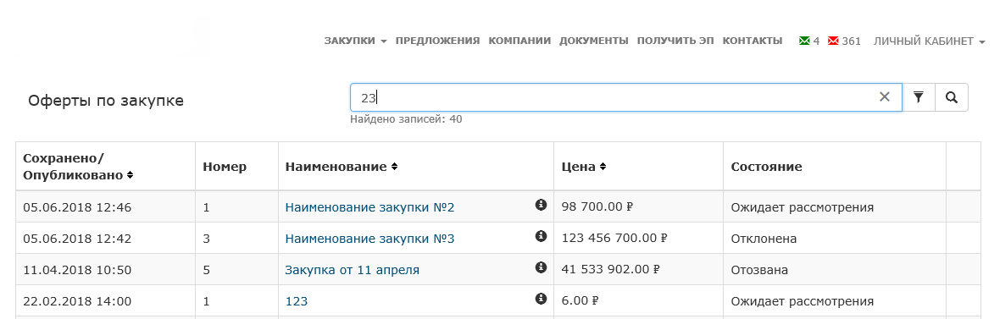 ЗАКУПКИ ПРЕДЛОЖЕНИЯ КОМПАНИИ ДОКУМЕНТЫ ПОЛУЧИТЬ ЭП КОНТАКТЫ 4 361 ЛИЧНЫЙ КАБИНЕТ
Оферты по закупке
23
Найдено записей: 40
Сохранено/
Опубликовано Номер Наименование Цена Состояние
05.06.2018 12:46 1 Наименование закупки №2 98 700.00 ₽ Ожидает рассмотрения
05.06.2018 12:42 3 Наименование закупки №3 123 456 700.00 ₽ Отклонена
11.04.2018 10:50 5 Закупка от 11 апреля 41 533 902.00 ₽ Отозвана
22.02.2018 14:00 1 123 6.00 ₽ Ожидает рассмотрения